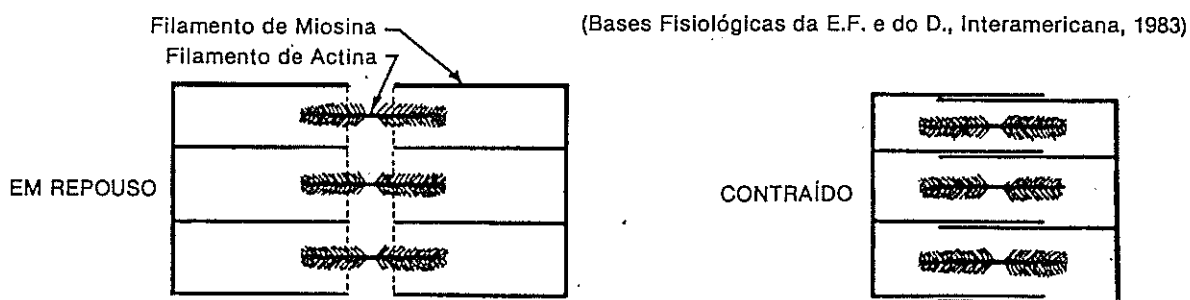 Filamento de Miosina
(Bases Fisiológicas da E.F. e do D., Interamericana, 1983)
Filamento de Actina
EM REPOUSO
CONTRAÍDO